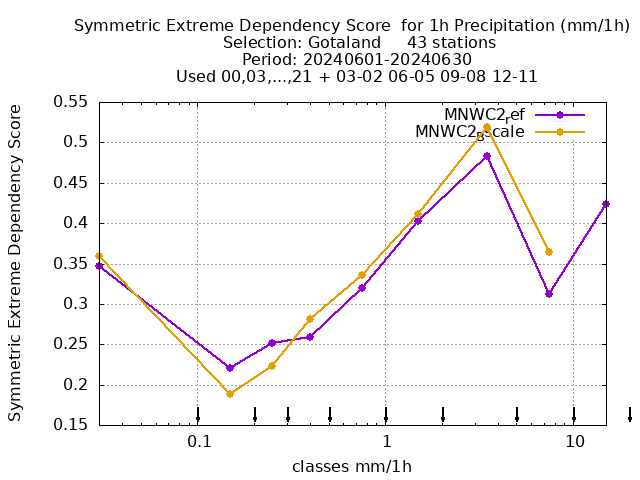 Symmetric Extreme Dependency Score for 1h Precipitation (mm/1h)
Selection: Gotaland 43 stations
Period: 20240601-20240630
Used 00,03,...,21 + 03-02 06-05 09-08 12-11
MNWC2ref
MNWC2Bscale
Symmetric Extreme Dependency Score
0.55
0.5
0.45
0.4
0.35
0.3
0.25
0.2
0.15
0.1 1 10
classes mm/1h